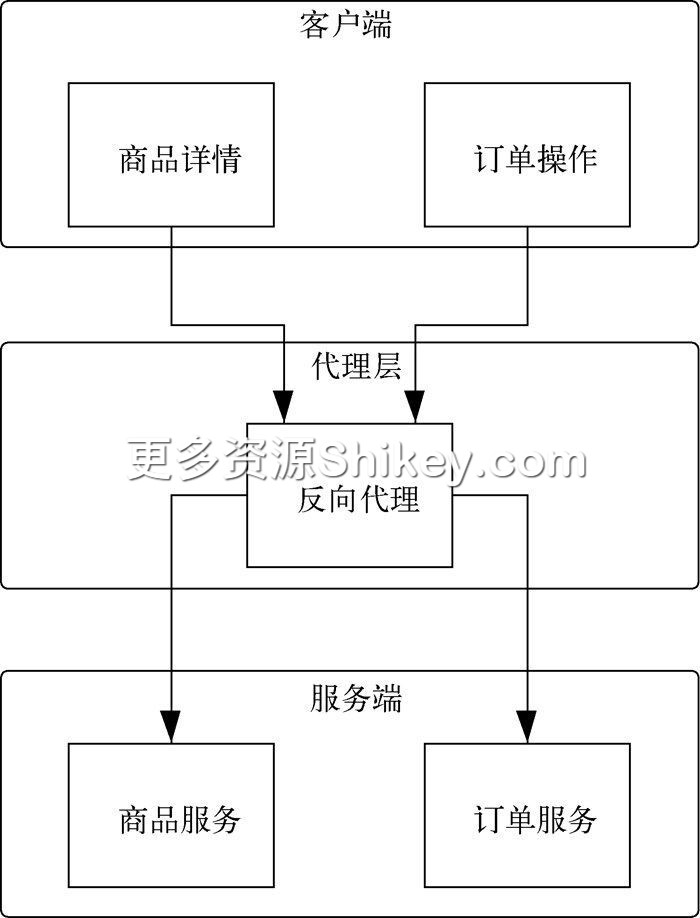 客户端
商品详情
订单操作
代理层
更多资源Shikey.com
反向代理
服务端
商品服务
订单服务